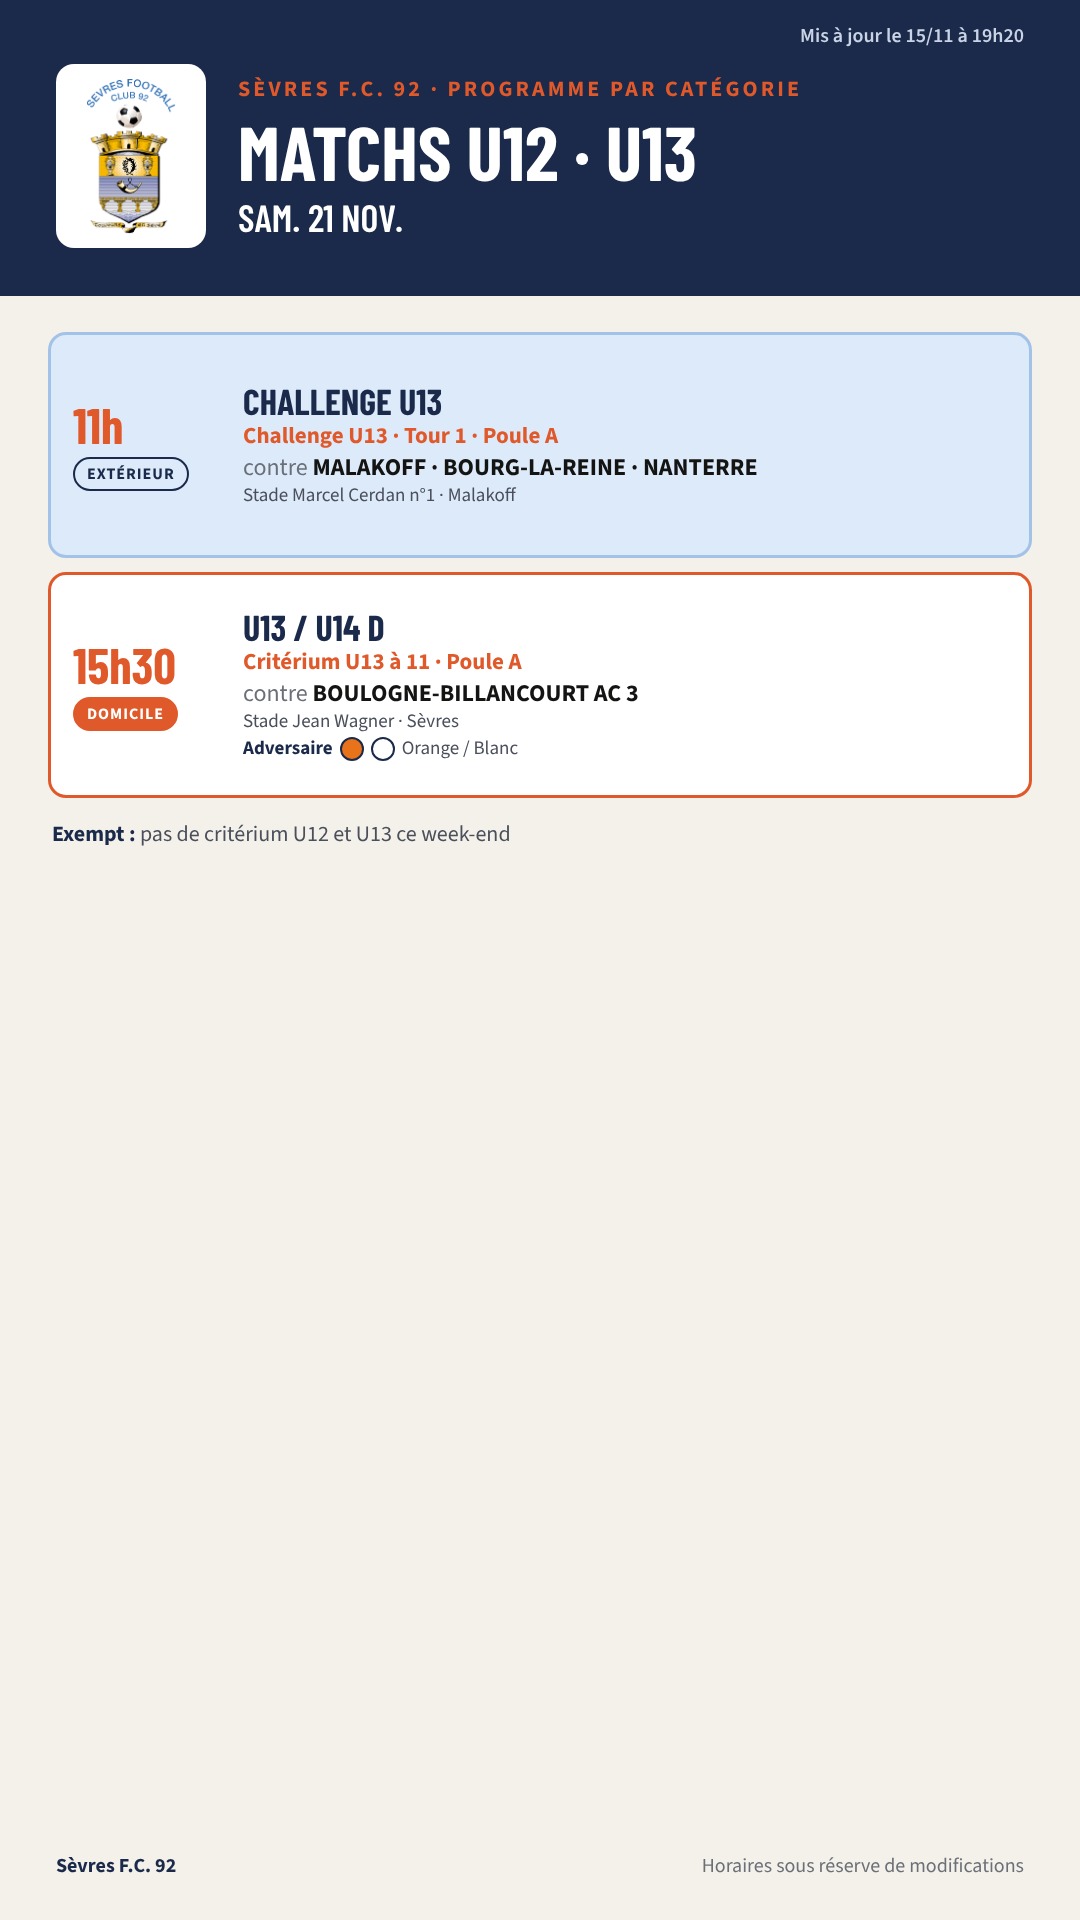 Mis à jour le 15/11 à 19h20
SEVRES FOOTBALL
CLUB 92
SÈVRES F.C. 92 · PROGRAMME PAR CATÉGORIE
MATCHS U12 · U13
SAM. 21 NOV.
11h
EXTÉRIEUR
CHALLENGE U13
Challenge U13 · Tour 1 · Poule A
contre MALAKOFF · BOURG-LA-REINE · NANTERRE
Stade Marcel Cerdan n°1 · Malakoff
15h30
DOMICILE
U13 / U14 D
Critérium U13 à 11 · Poule A
contre BOULOGNE-BILLANCOURT AC 3
Stade Jean Wagner · Sèvres
Adversaire Orange / Blanc
Exempt : pas de critérium U12 et U13 ce week-end
Sèvres F.C. 92
Horaires sous réserve de modifications